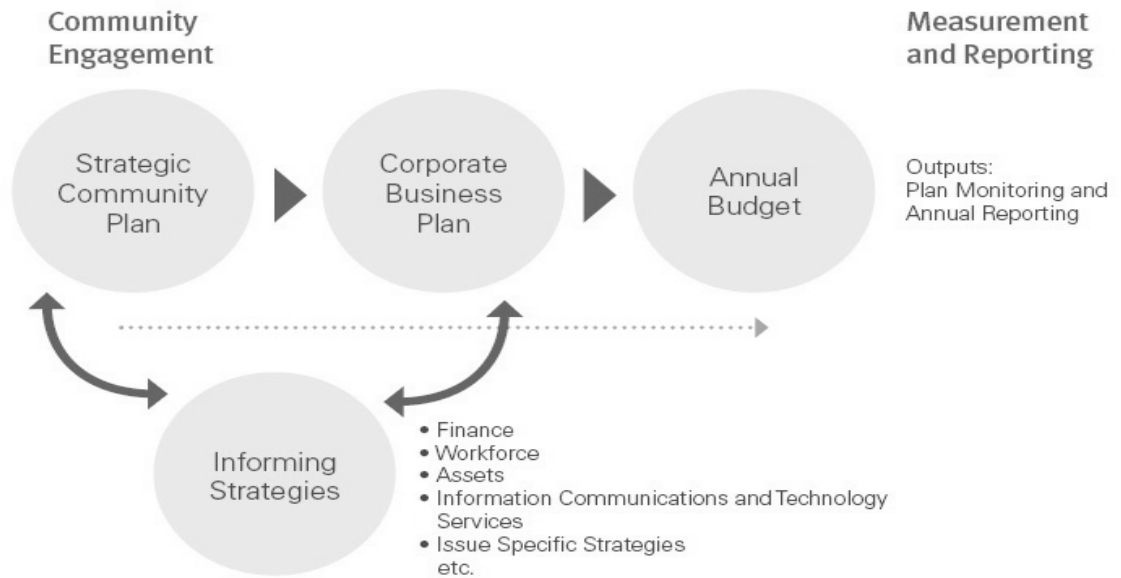 Community
Engagement
Measurement
and Reporting
Strategic
Community
Plan
Corporate
Business
Plan
Annual
Budget
Outputs:
Plan Monitoring and
Annual Reporting
Informing
Strategies
• Finance
• Workforce
• Assets
• Information Communications and Technology
Services
• Issue Specific Strategies
etc.